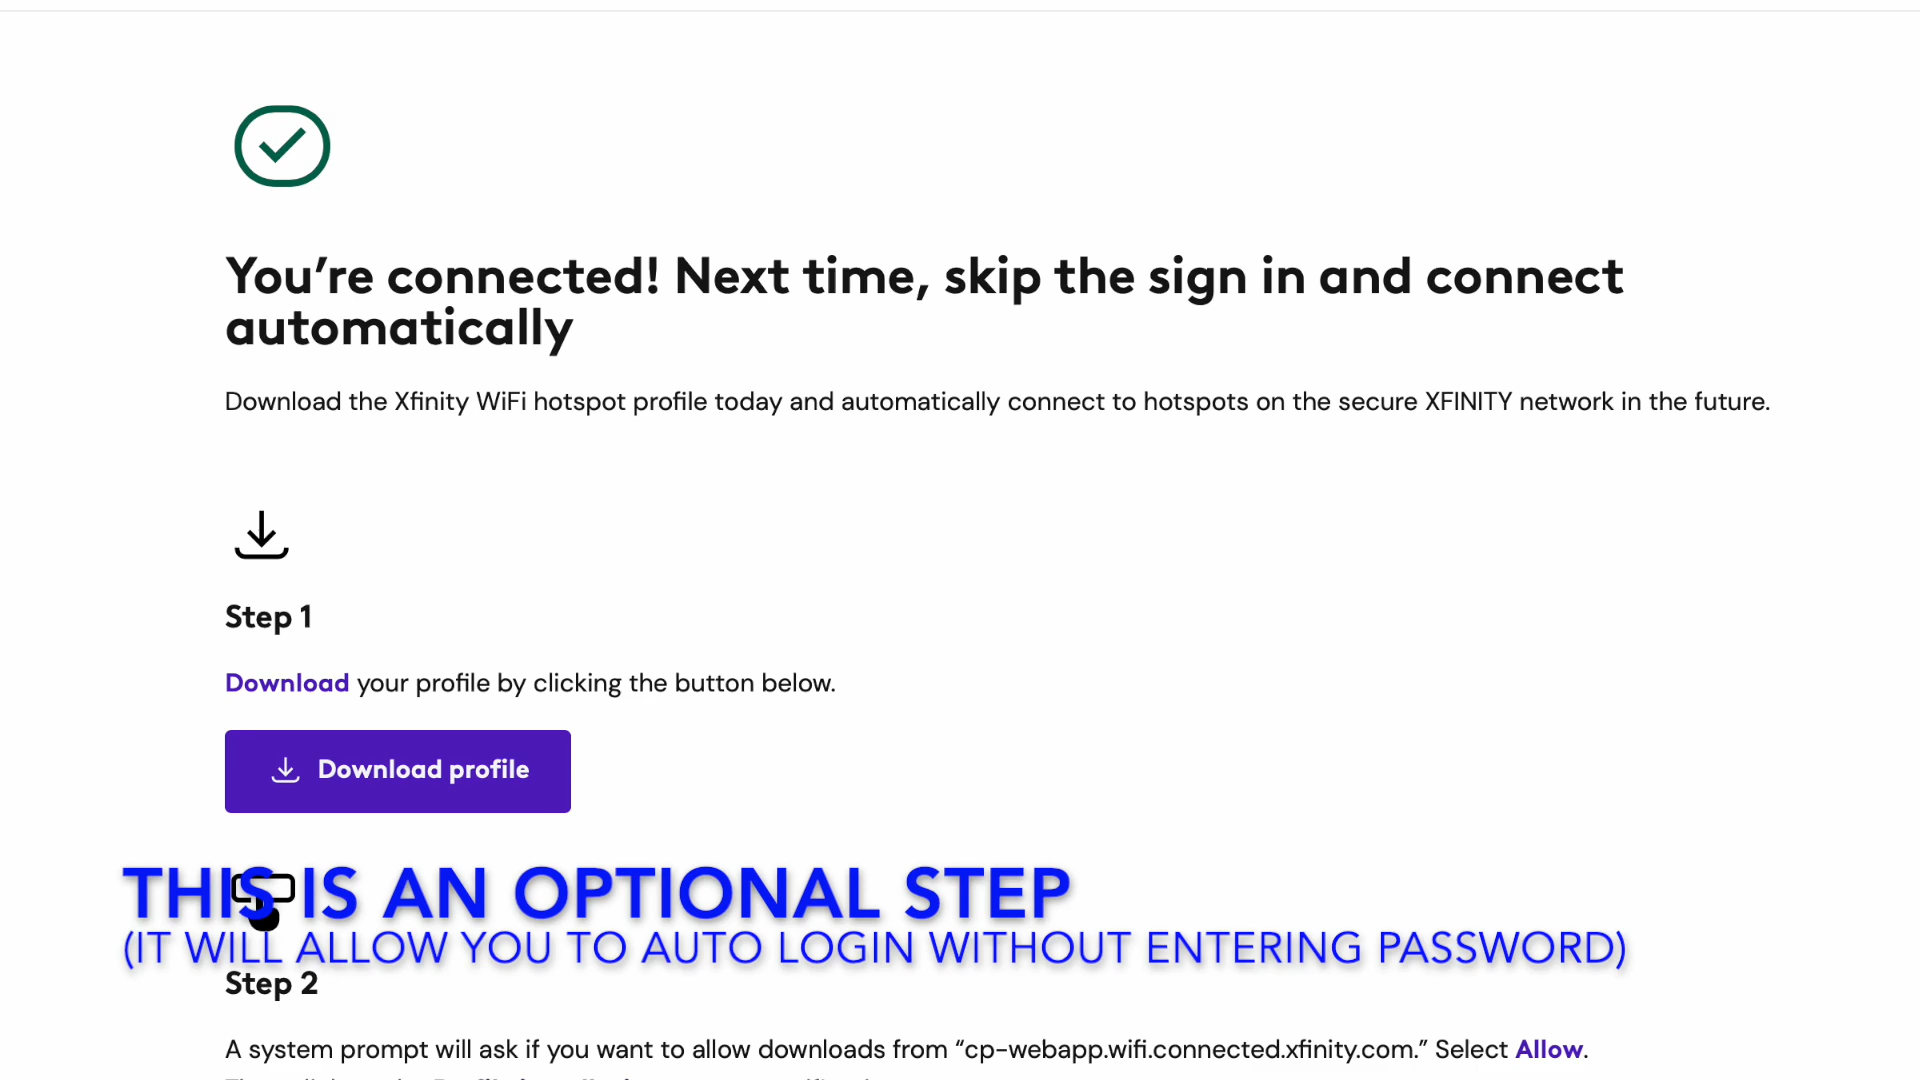 You’re connected! Next time, skip the sign in and connect
automatically
Download the Xfinity WiFi hotspot profile today and automatically connect to hotspots on the secure XFINITY network in the future.
Step 1
Download your profile by clicking the button below.
Download profile
THIS IS AN OPTIONAL STEP
(IT WILL ALLOW YOU TO AUTO LOGIN WITHOUT ENTERING PASSWORD)
Step 2
A system prompt will ask if you want to allow downloads from “cp-webapp.wifi.connected.xfinity.com.” Select Allow.